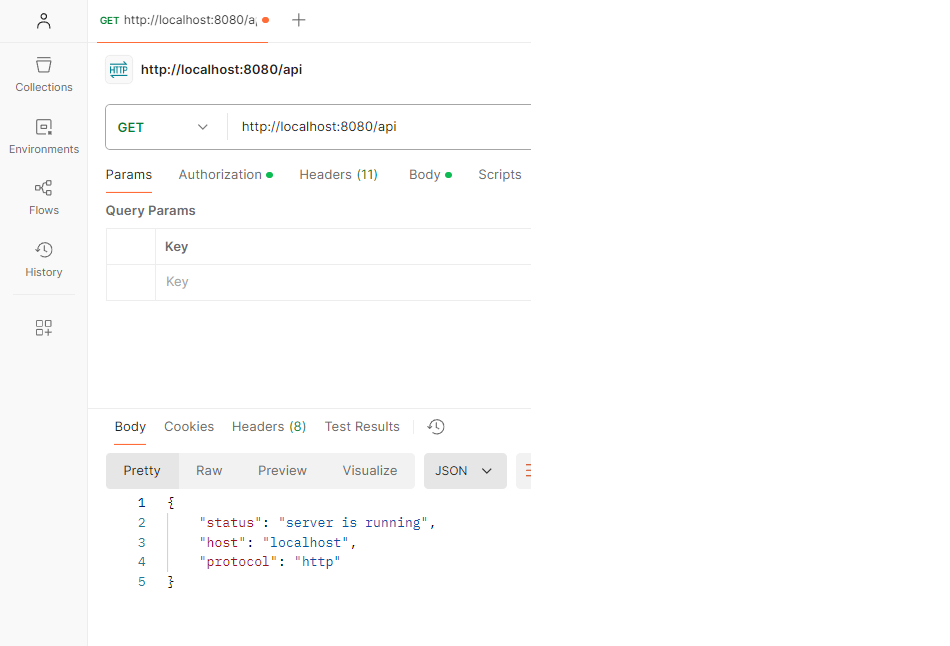 GET http://localhost:8080/a
HTTP http://localhost:8080/api
Collections
Environments
Flows
History
GET http://localhost:8080/api
Params Authorization Headers (11) Body Scripts
Query Params
Key
Key
Body Cookies Headers (8) Test Results
Pretty Raw Preview Visualize JSON
1 {
2 "status": "server is running",
3 "host": "localhost",
4 "protocol": "http"
5 }